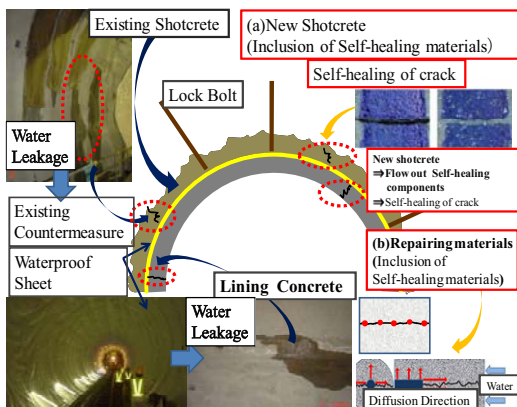 Existing Shotcrete
(a)New Shotcrete
(Inclusion of Self-healing materials)
Self-healing of crack
Lock Bolt
Water
Leakage
New shotcrete
⇒Flow out Self-healing
components
⇒Self-healing of crack
Existing
Countermeasure
Waterproof
Sheet
(b)Repairing materials
(Inclusion of
Self-healing materials)
Lining Concrete
Water
Leakage
Water
Diffusion Direction